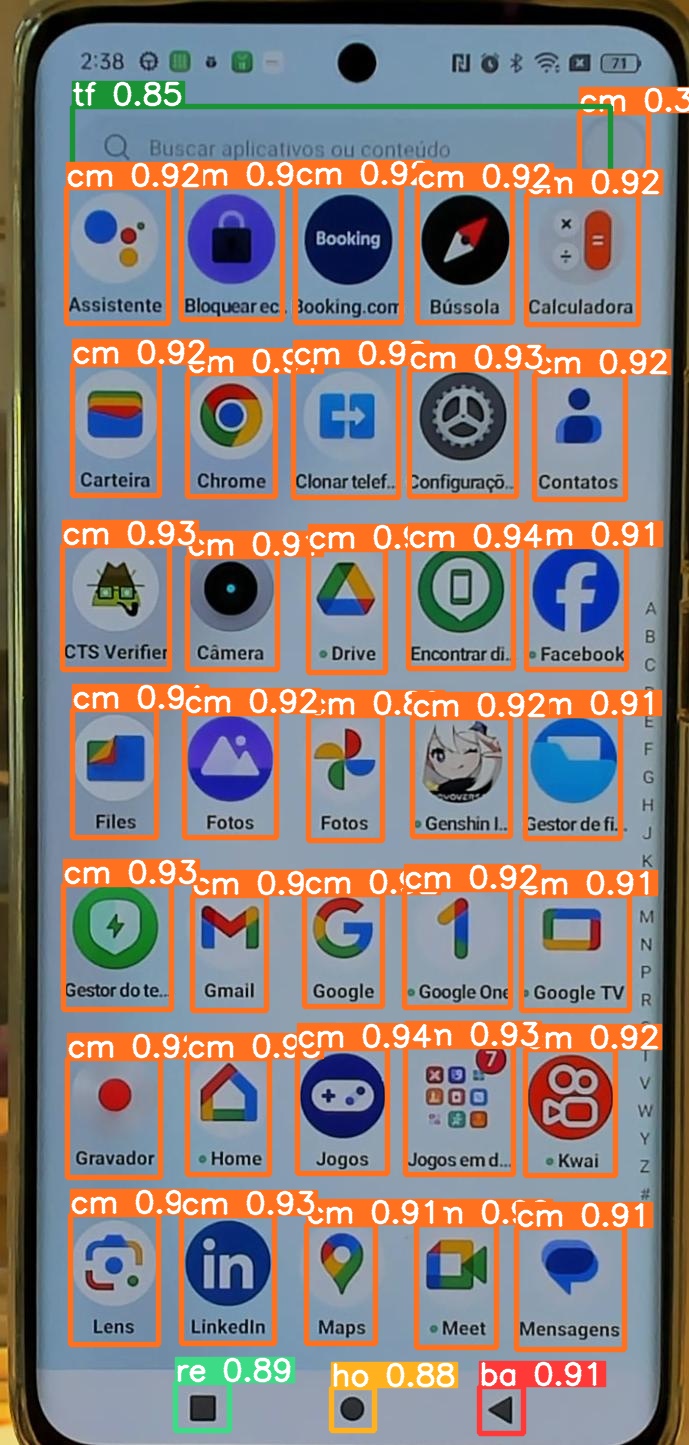 2:38 71
tf 0.85 cm 0.3
Buscar aplicativos ou conteúdo
cm 0.92 m 0.9 cm 0.92 cm 0.92 m 0.92
Booking
Assistente Bloquear ec.. Booking.com Bússola Calculadora
cm 0.92 cm 0.9 cm 0.9 cm 0.93 cm 0.92
Carteira Chrome Clonar telef.. Configuraçõ.. Contatos
cm 0.93 cm 0.9 cm 0. cm 0.94 m 0.91
CTS Verifier Câmera Drive Encontrar di.. Facebook
A
B
C
cm 0.9 cm 0.92 cm 0.8 cm 0.92 m 0.91
E
F
G
H
J
K
Files Fotos Fotos Genshin I.. Gestor de fi..
cm 0.93 cm 0.9 cm 0. cm 0.92 cm 0.91
M
N
P
R
Gestor do te.. Gmail Google Google One Google TV
cm 0.9 cm 0.9 cm 0.94 n 0.93 m 0.92
7
T
V
W
Y
Z
#
Gravador Home Jogos Jogos em d... Kwai
cm 0.9 cm 0.93 cm 0.91 n 0. cm 0.91
in
Lens LinkedIn Maps Meet Mensagens
re 0.89 ho 0.88 ba 0.91